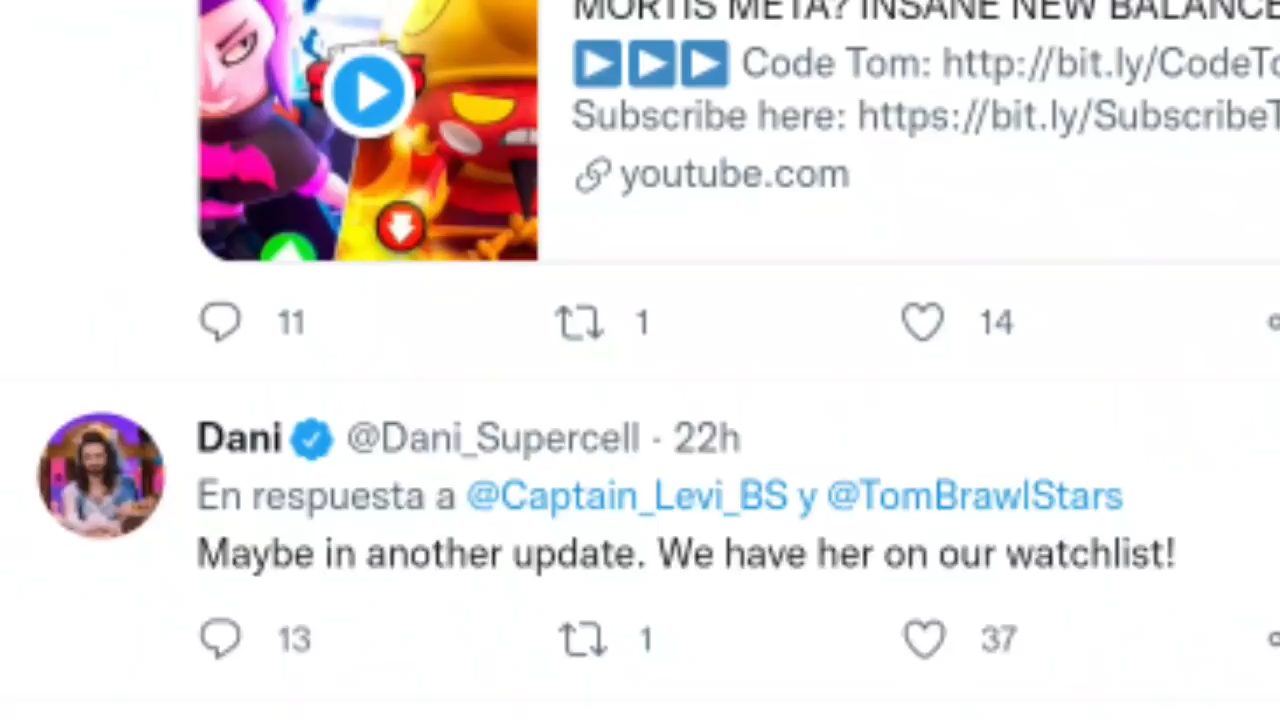 MORTIS META? INSANE NEW BALANCE
Code Tom: http://bit.ly/CodeTo
Subscribe here: https://bit.ly/SubscribeT
youtube.com
11 1 14
Dani @Dani_Supercell · 22h
En respuesta a @Captain_Levi_BS y @TomBrawlStars
Maybe in another update. We have her on our watchlist!
13 1 37